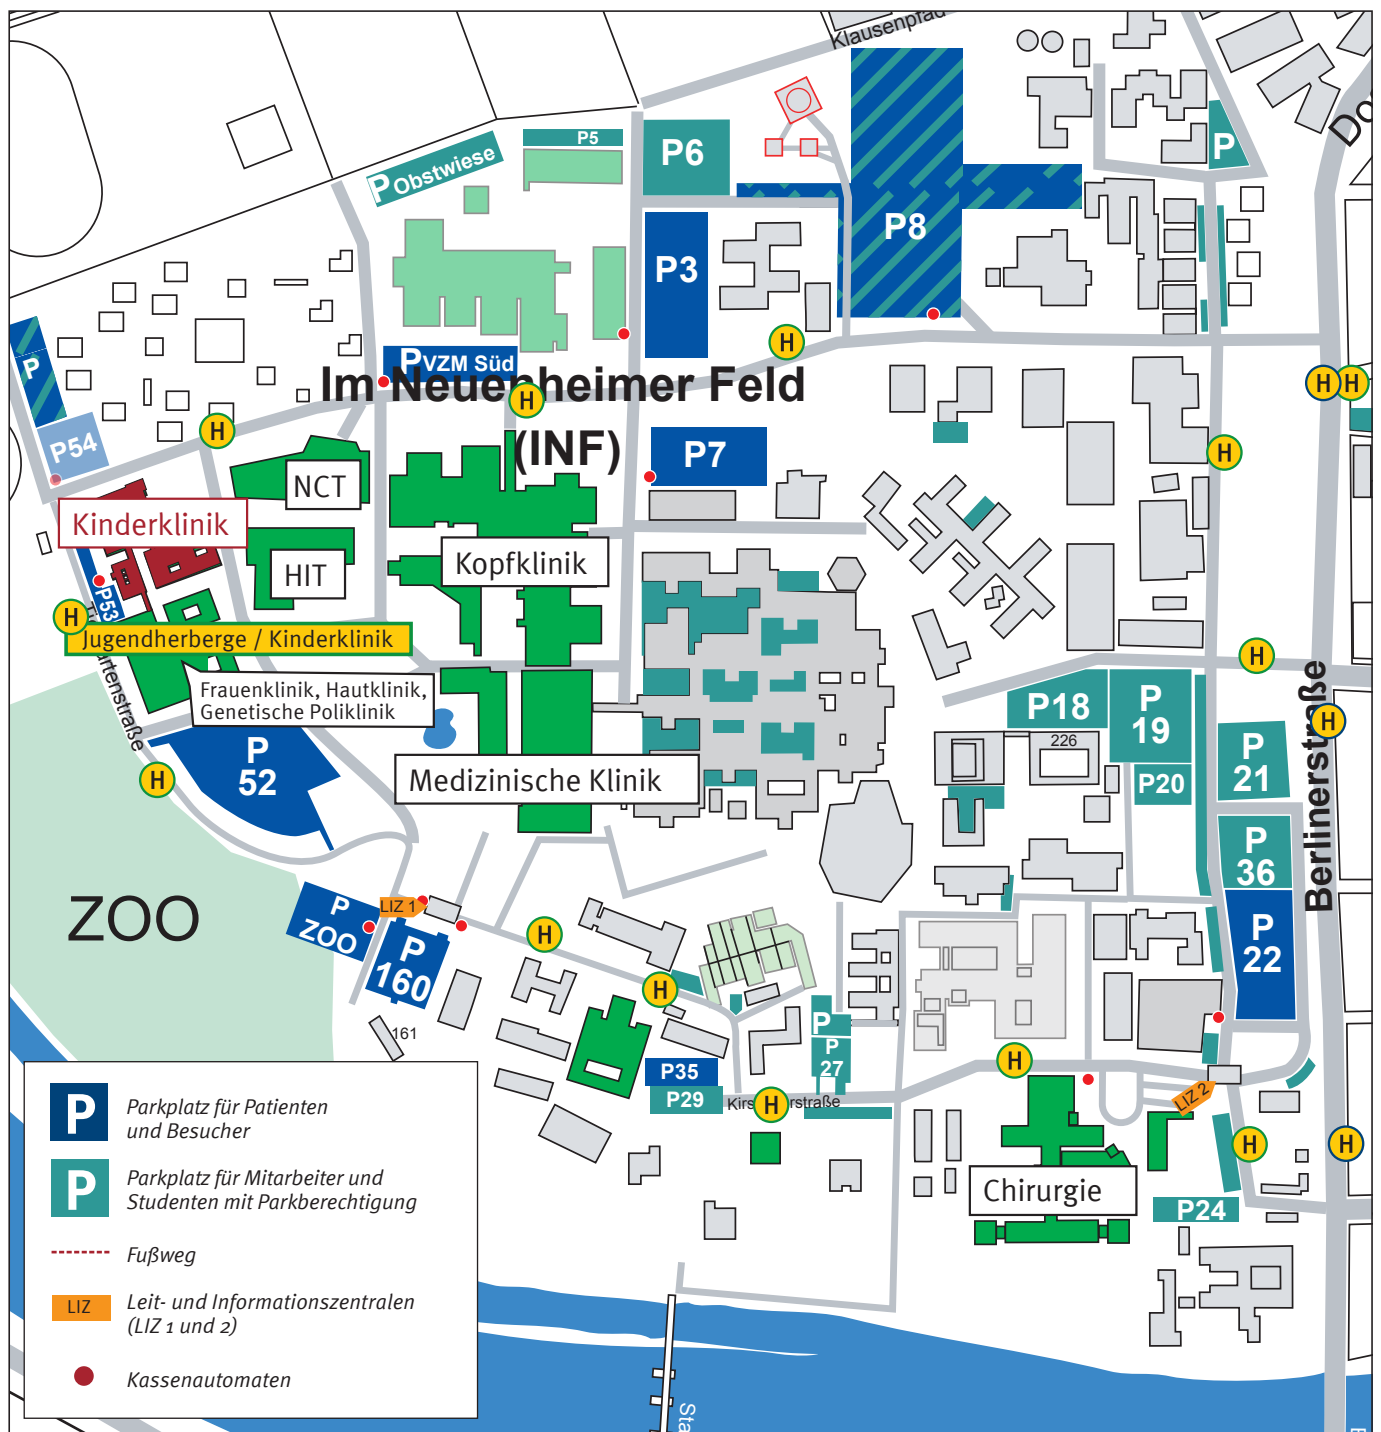 Klausenpfad
P5
P6
P Obstwiese
P
P8
P3
P VZM Süd
Im Neuenheimer Feld
(INF)
H
H
H
H
H
H
P
P54
P7
NCT
Kinderklinik
HIT
Kopfklinik
P53
H
Jugendherberge / Kinderklinik
Frauenklinik, Hautklinik,
Genetische Poliklinik
H
Berlinerstraße
H
P18
P
19
226
P
21
P20
P
52
H
Medizinische Klinik
P
36
ZOO
P
ZOO
LIZ 1
P
160
H
H
P
22
161
P
P
27
P35
P29
H
H
LIZ 2
H
H
Chirurgie
P24
P
Parkplatz für Patienten
und Besucher
P
Parkplatz für Mitarbeiter und
Studenten mit Parkberechtigung
Fußweg
LIZ
Leit- und Informationszentralen
(LIZ 1 und 2)
Kassenautomaten